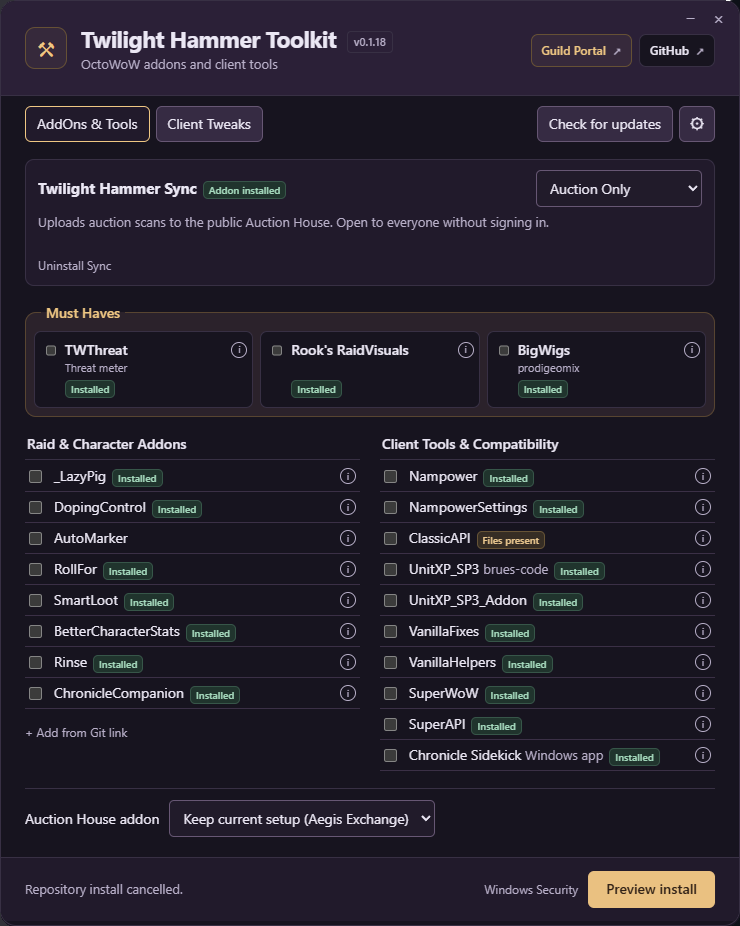 Twilight Hammer Toolkit v0.1.18
OctoWoW addons and client tools
Guild Portal ↗
GitHub ↗
AddOns & Tools
Client Tweaks
Check for updates
Twilight Hammer Sync Addon installed
Auction Only
Uploads auction scans to the public Auction House. Open to everyone without signing in.
Uninstall Sync
Must Haves
TWThreat
Threat meter
Installed
Rook's RaidVisuals
Installed
BigWigs
prodigeomix
Installed
Raid & Character Addons
_LazyPig Installed
DopingControl Installed
AutoMarker
RollFor Installed
SmartLoot Installed
BetterCharacterStats Installed
Rinse Installed
ChronicleCompanion Installed
+ Add from Git link
Client Tools & Compatibility
Nampower Installed
NampowerSettings Installed
ClassicAPI Files present
UnitXP_SP3 brues-code Installed
UnitXP_SP3_Addon Installed
VanillaFixes Installed
VanillaHelpers Installed
SuperWoW Installed
SuperAPI Installed
Chronicle Sidekick Windows app Installed
Auction House addon
Keep current setup (Aegis Exchange)
Repository install cancelled.
Windows Security
Preview install